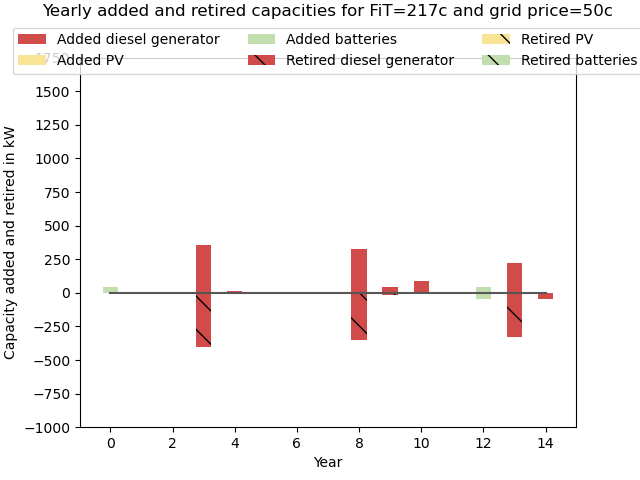 Yearly added and retired capacities for FiT=217c and grid price=50c
Added diesel generator
Added PV
Added batteries
Retired diesel generator
Retired PV
Retired batteries
1750
1500
1250
1000
750
500
250
0
−250
−500
−750
−1000
Capacity added and retired in kW
0 2 4 6 8 10 12 14
Year